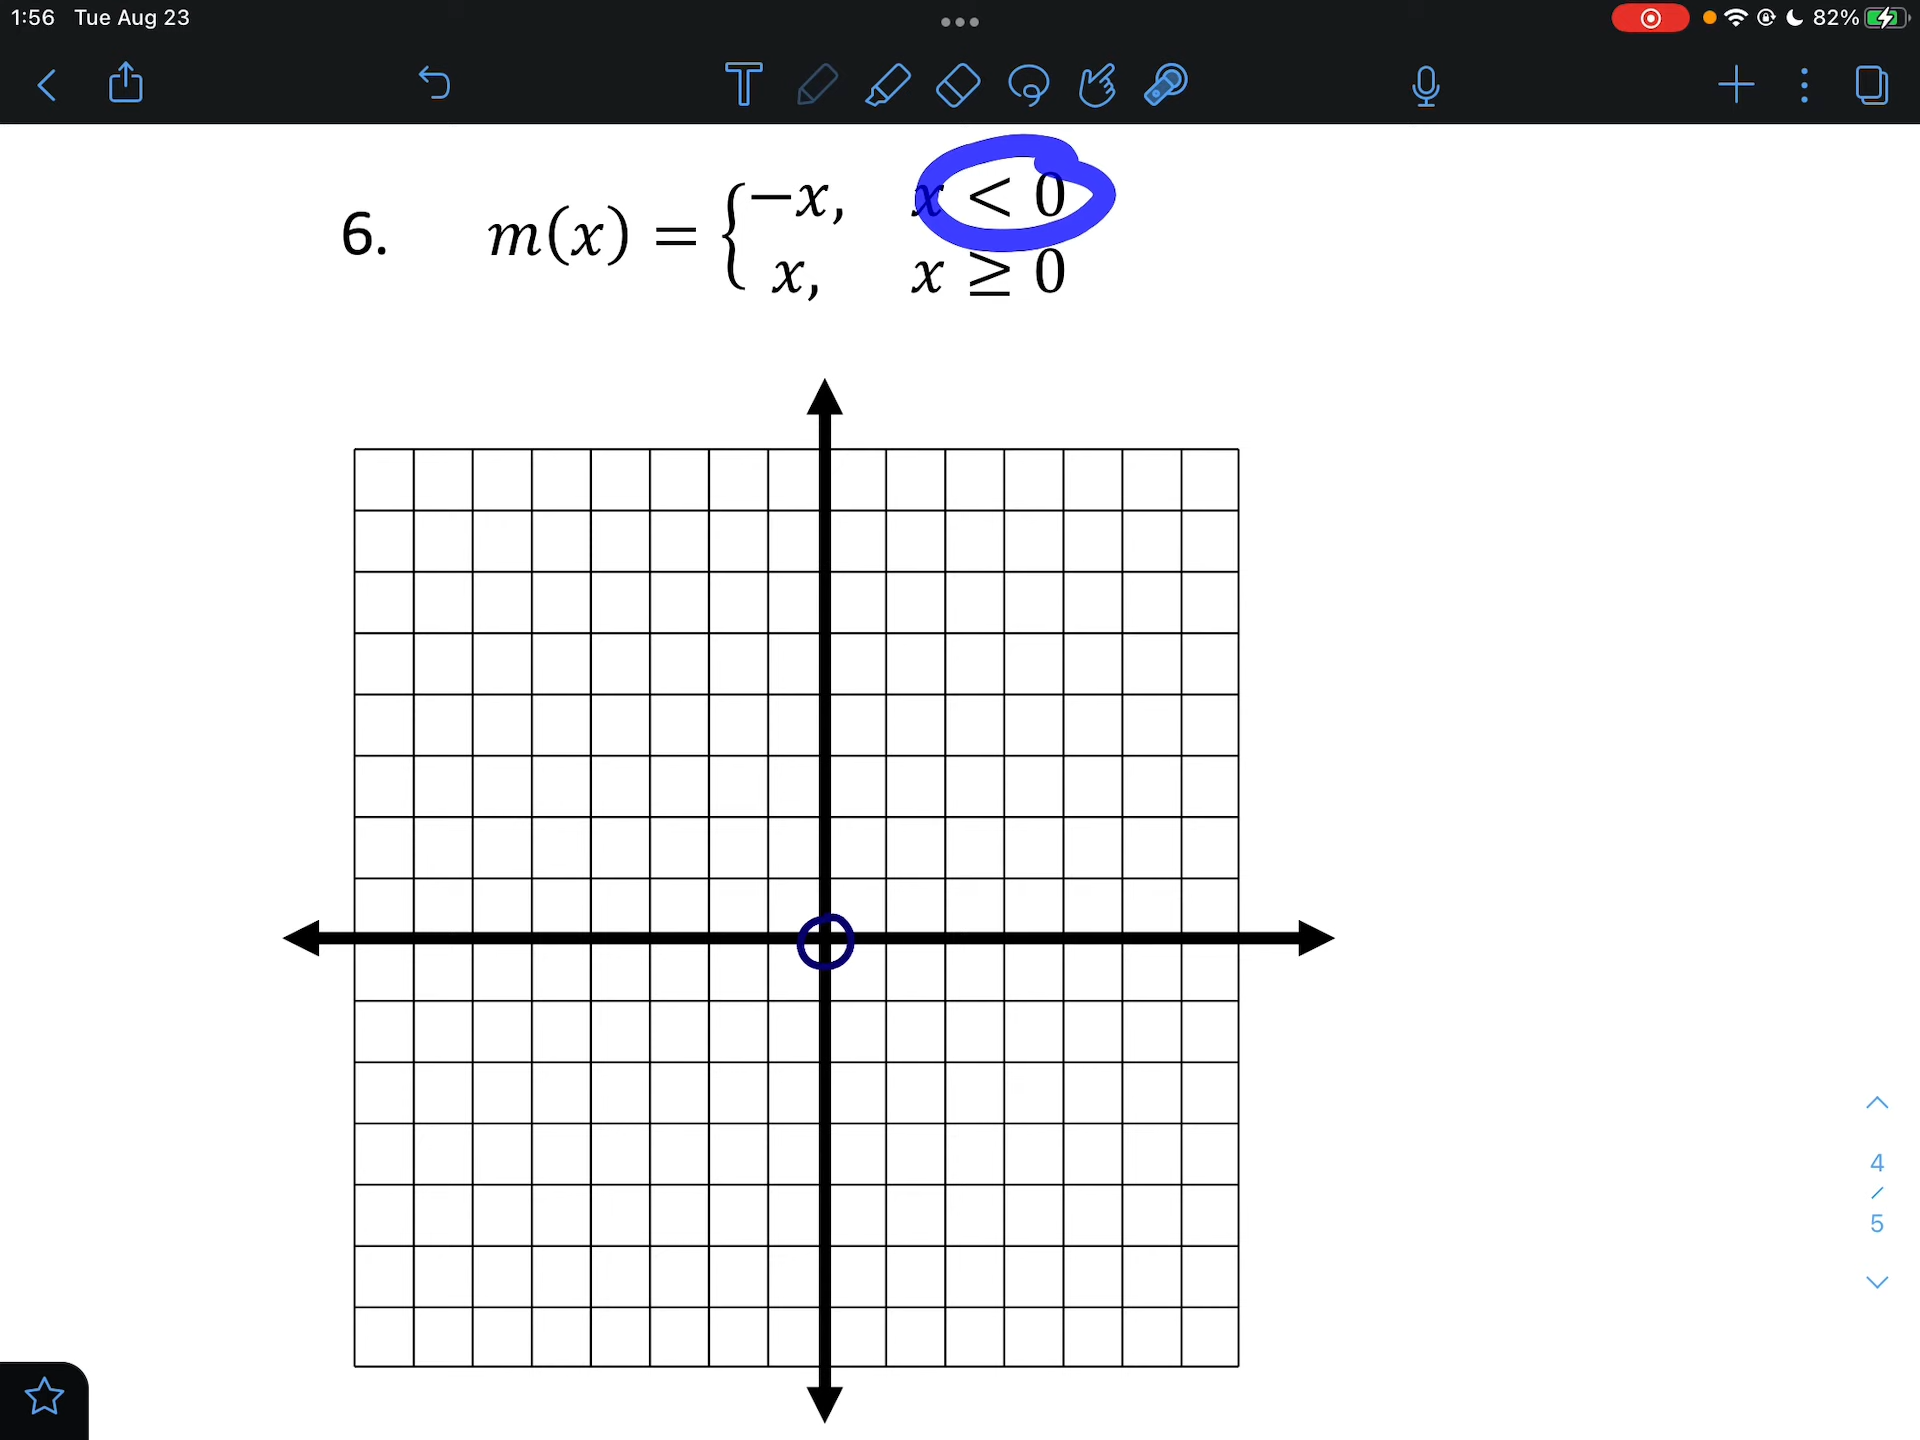 1:56 Tue Aug 23
82%
T
6. m(x) = {−x, x < 0
x, x ≥ 0
4
/
5